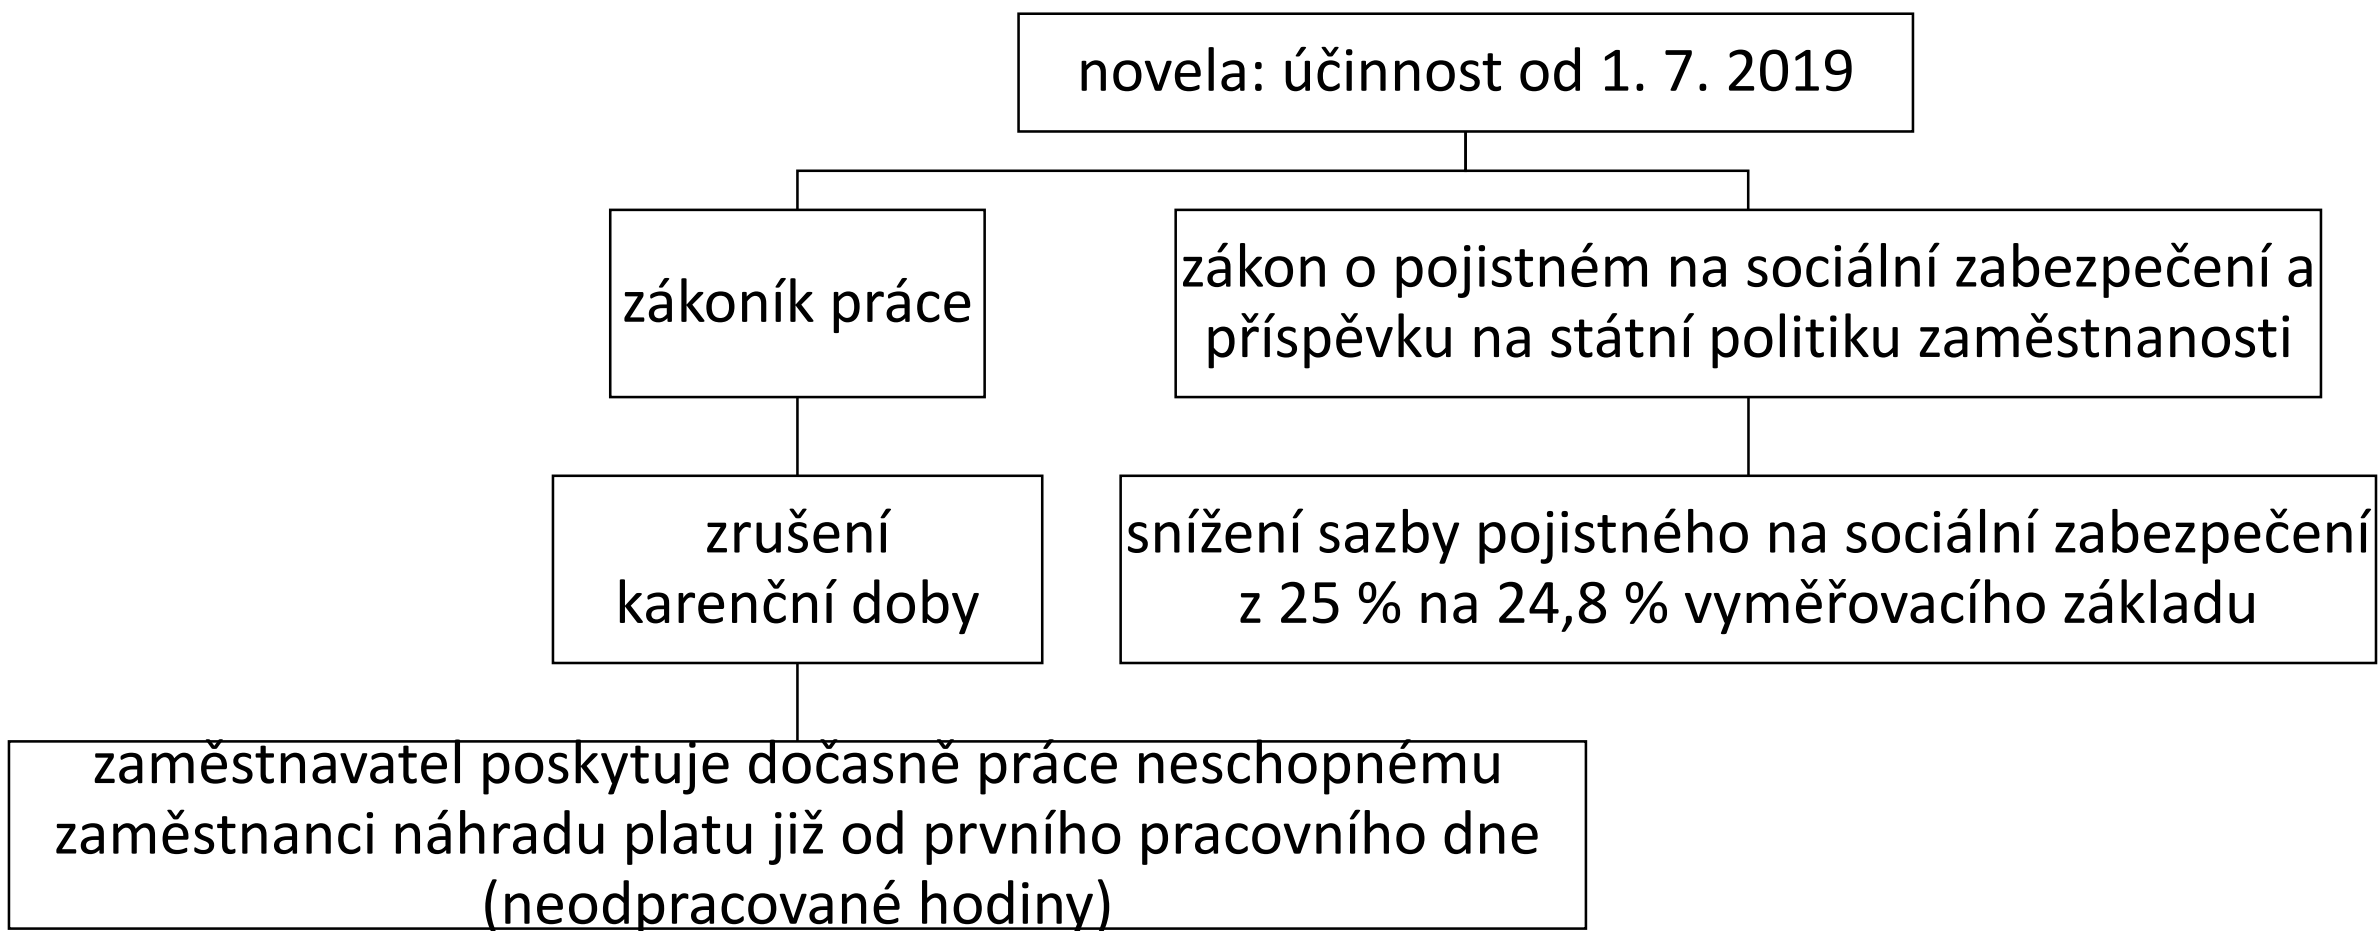 novela: účinnost od 1. 7. 2019
zákoník práce
zákon o pojistném na sociální zabezpečení a
příspěvku na státní politiku zaměstnanosti
zrušení
karenční doby
snížení sazby pojistného na sociální zabezpečení
z 25 % na 24,8 % vyměřovacího základu
zaměstnavatel poskytuje dočasně práce neschopnému
zaměstnanci náhradu platu již od prvního pracovního dne
(neodpracované hodiny)